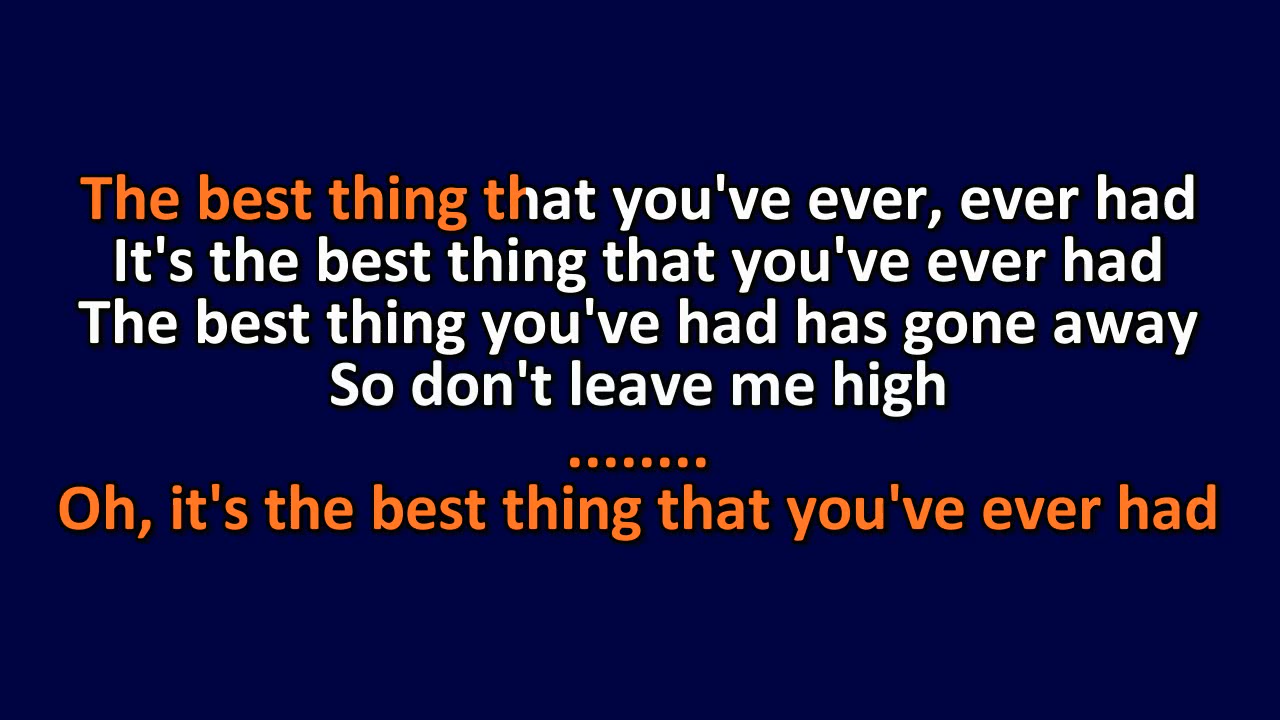 The best thing that you've ever, ever had
It's the best thing that you've ever had
The best thing you've had has gone away
So don't leave me high
........
Oh, it's the best thing that you've ever had